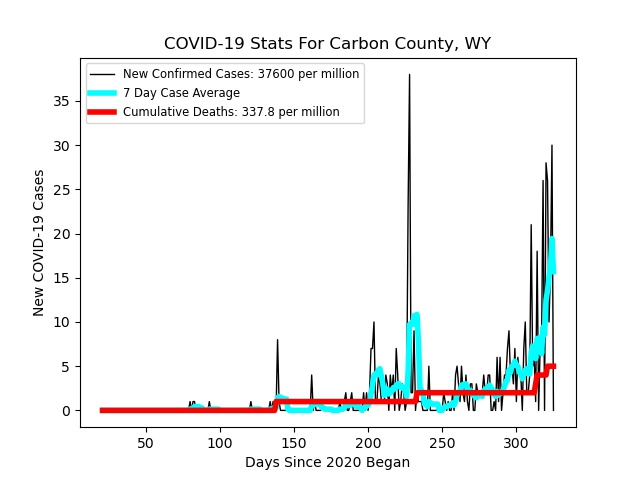 COVID-19 Stats For Carbon County, WY
New Confirmed Cases: 37600 per million
7 Day Case Average
Cumulative Deaths: 337.8 per million
New COVID-19 Cases
35
30
25
20
15
10
5
0
50 100 150 200 250 300
Days Since 2020 Began